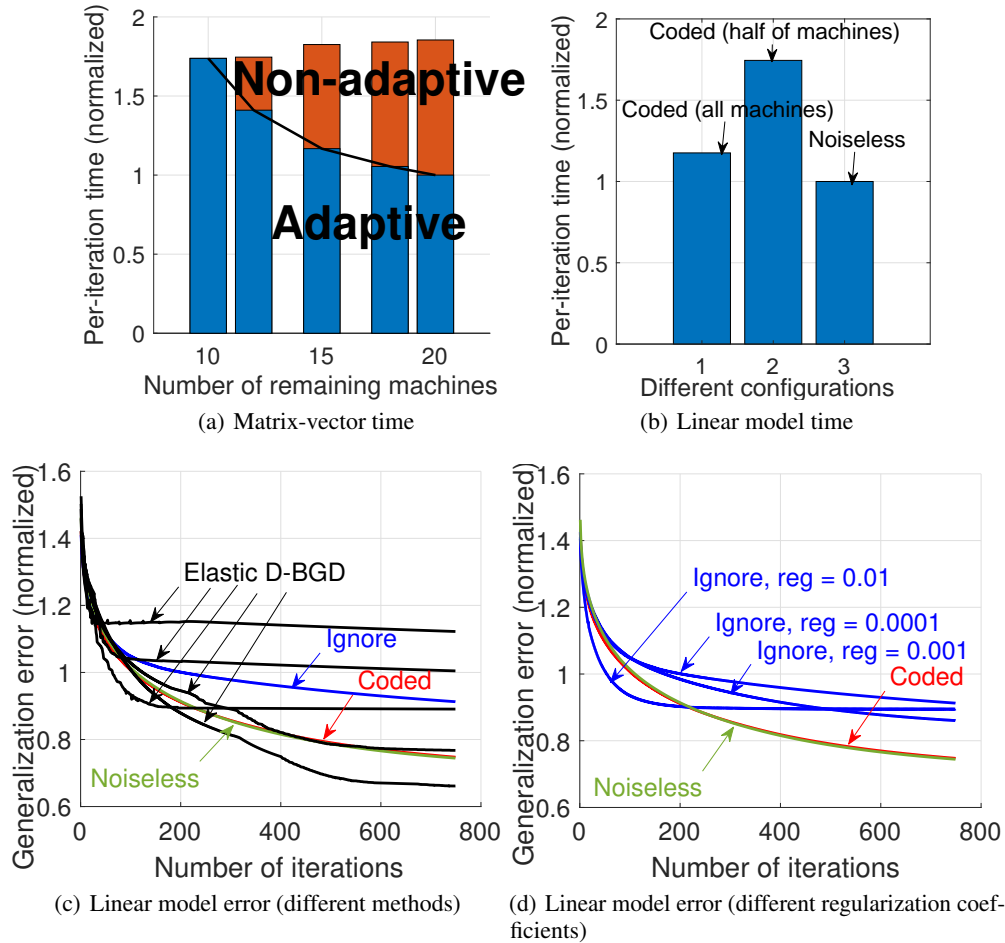 2
1.5
1
0.5
0
10
15
20
Per-iteration time (normalized)
Number of remaining machines
Non-adaptive
Adaptive
(a) Matrix-vector time
2
1.5
1
0.5
0
1
2
3
Per-iteration time (normalized)
Different configurations
Coded (half of machines)
Coded (all machines)
Noiseless
(b) Linear model time
1.6
1.4
1.2
1
0.8
0.6
0
200
400
600
800
Generalization error (normalized)
Number of iterations
Elastic D-BGD
Ignore
Coded
Noiseless
(c) Linear model error (different methods)
1.6
1.4
1.2
1
0.8
0.6
0
200
400
600
800
Generalization error (normalized)
Number of iterations
Ignore, reg = 0.01
Ignore, reg = 0.0001
Ignore, reg = 0.001
Coded
Noiseless
(d) Linear model error (different regularization coef-
ficients)